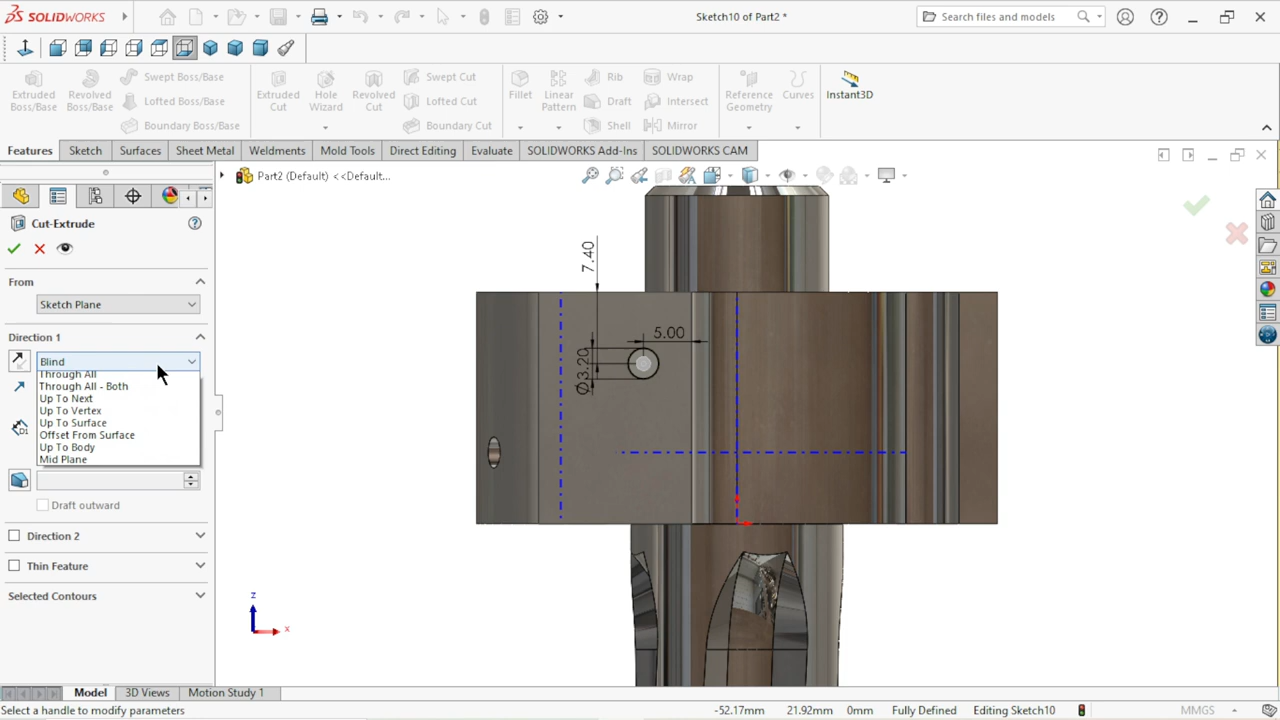 SOLIDWORKS
Sketch10 of Part2 *
Search files and models
Extruded Boss/Base
Revolved Boss/Base
Swept Boss/Base
Lofted Boss/Base
Boundary Boss/Base
Extruded Cut
Hole Wizard
Revolved Cut
Swept Cut
Lofted Cut
Boundary Cut
Fillet
Linear Pattern
Rib
Draft
Shell
Wrap
Intersect
Mirror
Reference Geometry
Curves
Instant3D
Features
Sketch
Surfaces
Sheet Metal
Weldments
Mold Tools
Direct Editing
Evaluate
SOLIDWORKS Add-Ins
SOLIDWORKS CAM
Part2 (Default) <<Default...
Cut-Extrude
From
Sketch Plane
Direction 1
Blind
Through All
Through All - Both
Up To Next
Up To Vertex
Up To Surface
Offset From Surface
Up To Body
Mid Plane
Draft outward
Direction 2
Thin Feature
Selected Contours
7.40
5.00
Ø3.20
z
x
Model
3D Views
Motion Study 1
Select a handle to modify parameters
-52.17mm
21.92mm
0mm
Fully Defined
Editing Sketch10
MMGS